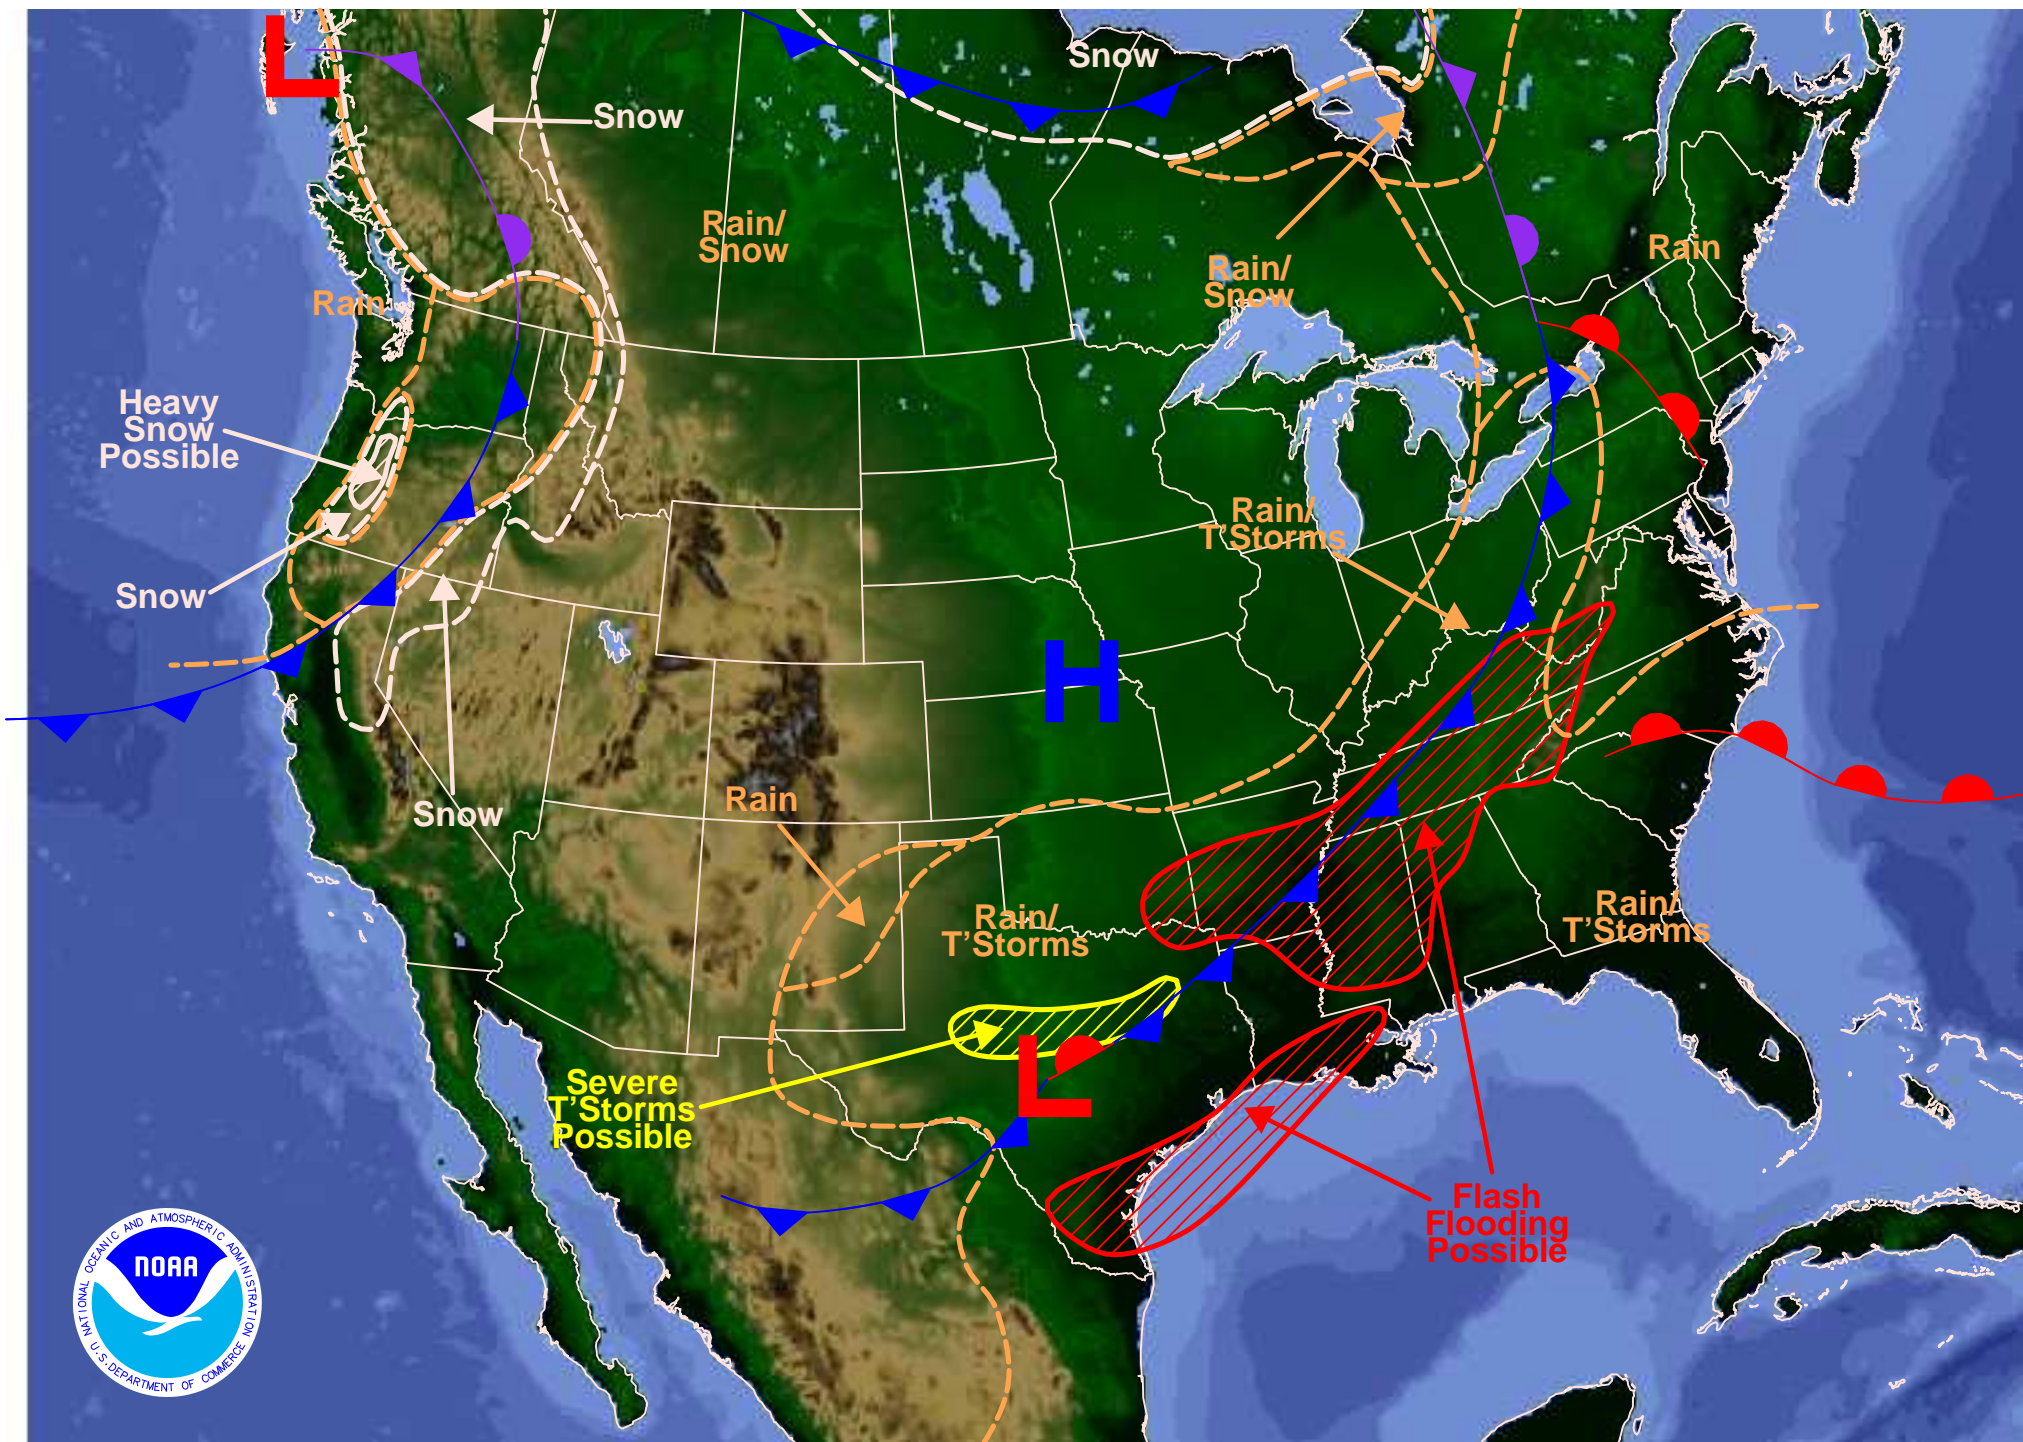 L
Snow
Snow
Rain/
Snow
Rain
Rain/
Snow
Rain
Heavy
Snow
Possible
Rain/
T'Storms
Snow
H
Rain
Snow
Rain/
T'Storms
Rain/
T'Storms
L
Severe
T'Storms
Possible
Flash
Flooding
Possible
NATIONAL OCEANIC AND ATMOSPHERIC ADMINISTRATION
NOAA
U.S. DEPARTMENT OF COMMERCE